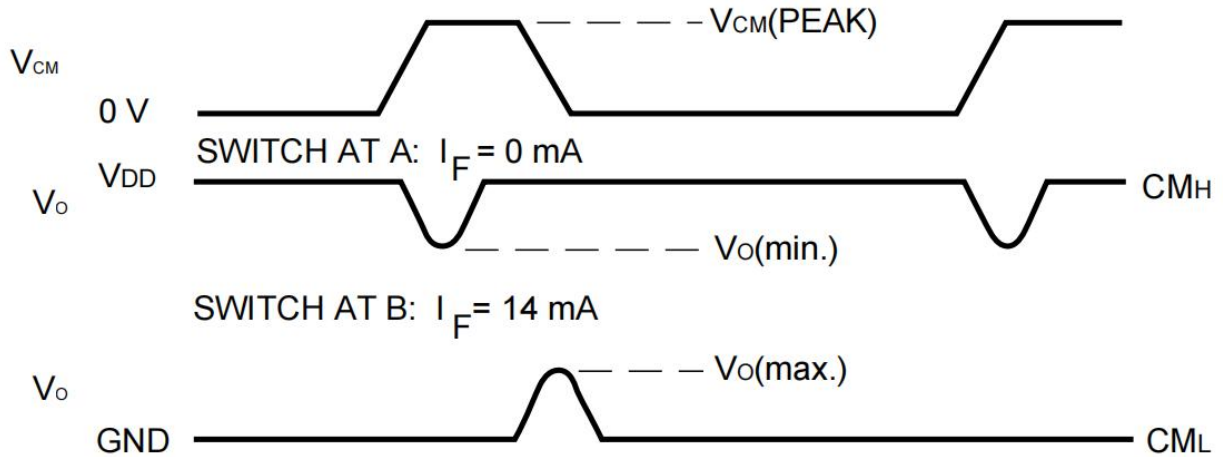 VCM(PEAK)
VCM
0 V
SWITCH AT A: IF = 0 mA
VDD
VO
CMH
VO(min.)
SWITCH AT B: IF = 14 mA
VO(max.)
VO
GND
CML